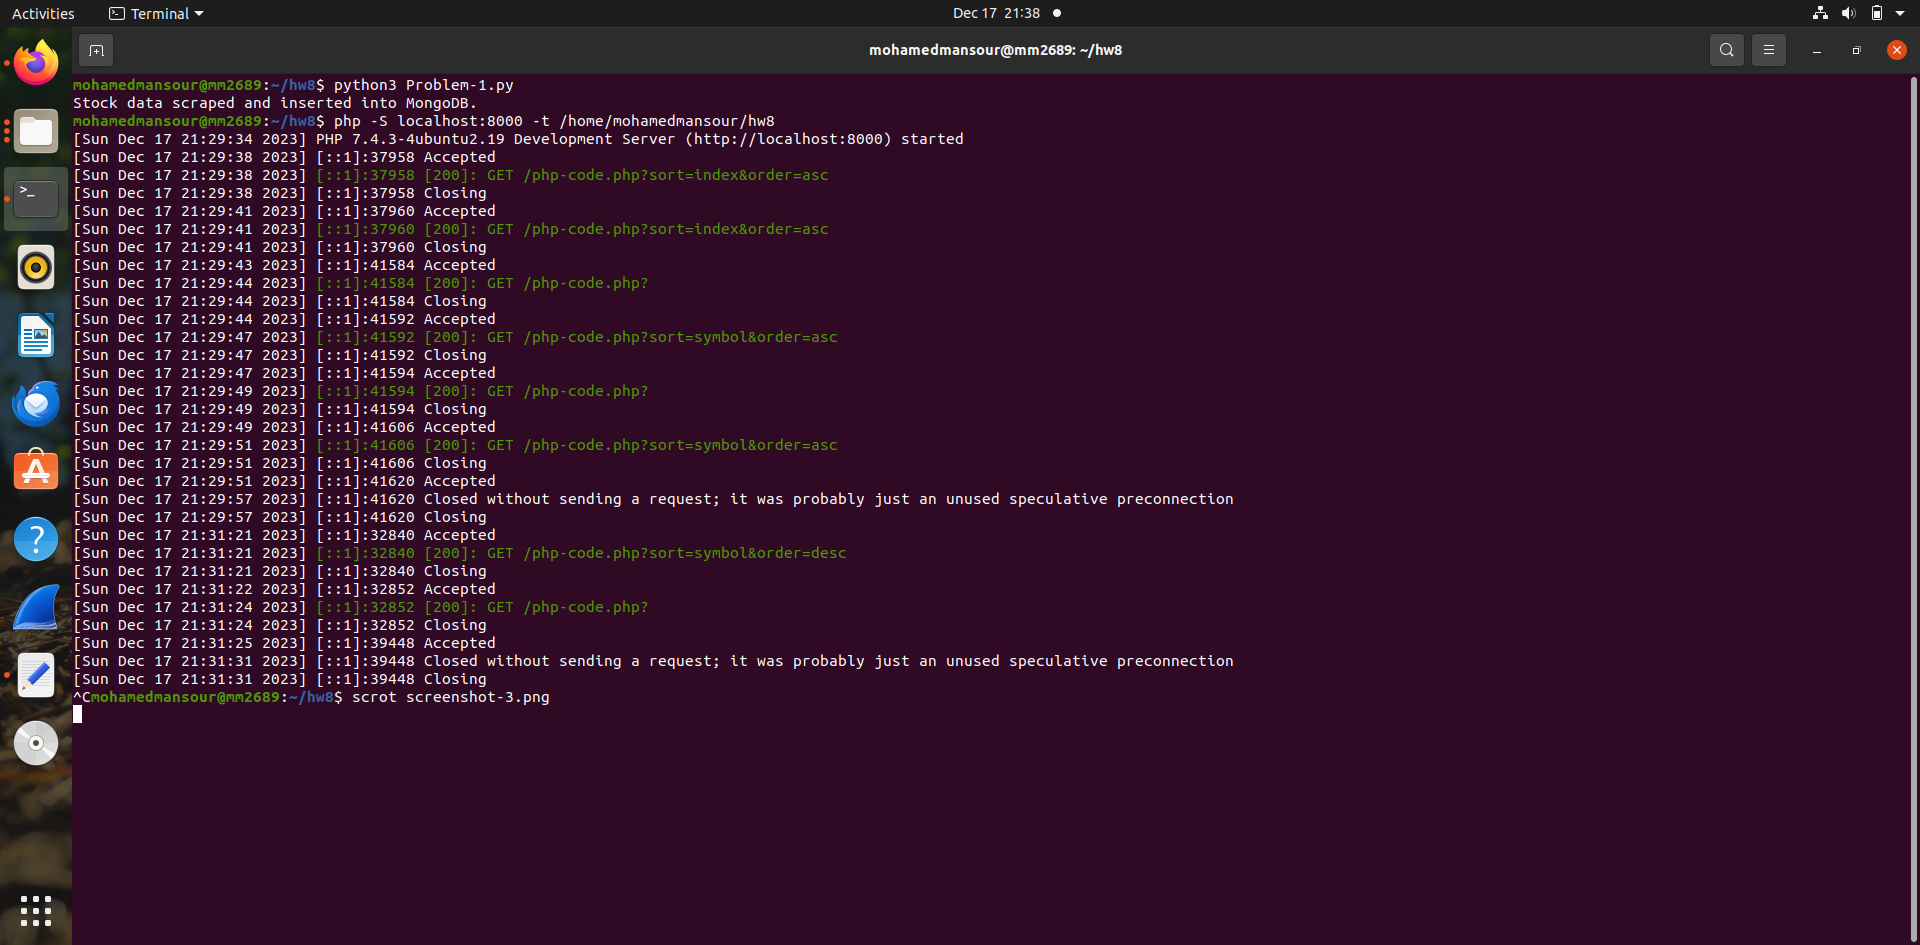 Activities
Terminal
Dec 17 21:38
mohamedmansour@mm2689: ~/hw8
mohamedmansour@mm2689:~/hw8$ python3 Problem-1.py
Stock data scraped and inserted into MongoDB.
mohamedmansour@mm2689:~/hw8$ php -S localhost:8000 -t /home/mohamedmansour/hw8
[Sun Dec 17 21:29:34 2023] PHP 7.4.3-4ubuntu2.19 Development Server (http://localhost:8000) started
[Sun Dec 17 21:29:38 2023] [::1]:37958 Accepted
[Sun Dec 17 21:29:38 2023] [::1]:37958 [200]: GET /php-code.php?sort=index&order=asc
[Sun Dec 17 21:29:38 2023] [::1]:37958 Closing
[Sun Dec 17 21:29:41 2023] [::1]:37960 Accepted
[Sun Dec 17 21:29:41 2023] [::1]:37960 [200]: GET /php-code.php?sort=index&order=asc
[Sun Dec 17 21:29:41 2023] [::1]:37960 Closing
[Sun Dec 17 21:29:43 2023] [::1]:41584 Accepted
[Sun Dec 17 21:29:44 2023] [::1]:41584 [200]: GET /php-code.php?
[Sun Dec 17 21:29:44 2023] [::1]:41584 Closing
[Sun Dec 17 21:29:44 2023] [::1]:41592 Accepted
[Sun Dec 17 21:29:47 2023] [::1]:41592 [200]: GET /php-code.php?sort=symbol&order=asc
[Sun Dec 17 21:29:47 2023] [::1]:41592 Closing
[Sun Dec 17 21:29:47 2023] [::1]:41594 Accepted
[Sun Dec 17 21:29:49 2023] [::1]:41594 [200]: GET /php-code.php?
[Sun Dec 17 21:29:49 2023] [::1]:41594 Closing
[Sun Dec 17 21:29:49 2023] [::1]:41606 Accepted
[Sun Dec 17 21:29:51 2023] [::1]:41606 [200]: GET /php-code.php?sort=symbol&order=asc
[Sun Dec 17 21:29:51 2023] [::1]:41606 Closing
[Sun Dec 17 21:29:51 2023] [::1]:41620 Accepted
[Sun Dec 17 21:29:57 2023] [::1]:41620 Closed without sending a request; it was probably just an unused speculative preconnection
[Sun Dec 17 21:29:57 2023] [::1]:41620 Closing
[Sun Dec 17 21:31:21 2023] [::1]:32840 Accepted
[Sun Dec 17 21:31:21 2023] [::1]:32840 [200]: GET /php-code.php?sort=symbol&order=desc
[Sun Dec 17 21:31:21 2023] [::1]:32840 Closing
[Sun Dec 17 21:31:22 2023] [::1]:32852 Accepted
[Sun Dec 17 21:31:24 2023] [::1]:32852 [200]: GET /php-code.php?
[Sun Dec 17 21:31:24 2023] [::1]:32852 Closing
[Sun Dec 17 21:31:25 2023] [::1]:39448 Accepted
[Sun Dec 17 21:31:31 2023] [::1]:39448 Closed without sending a request; it was probably just an unused speculative preconnection
[Sun Dec 17 21:31:31 2023] [::1]:39448 Closing
^Cmohamedmansour@mm2689:~/hw8$ scrot screenshot-3.png